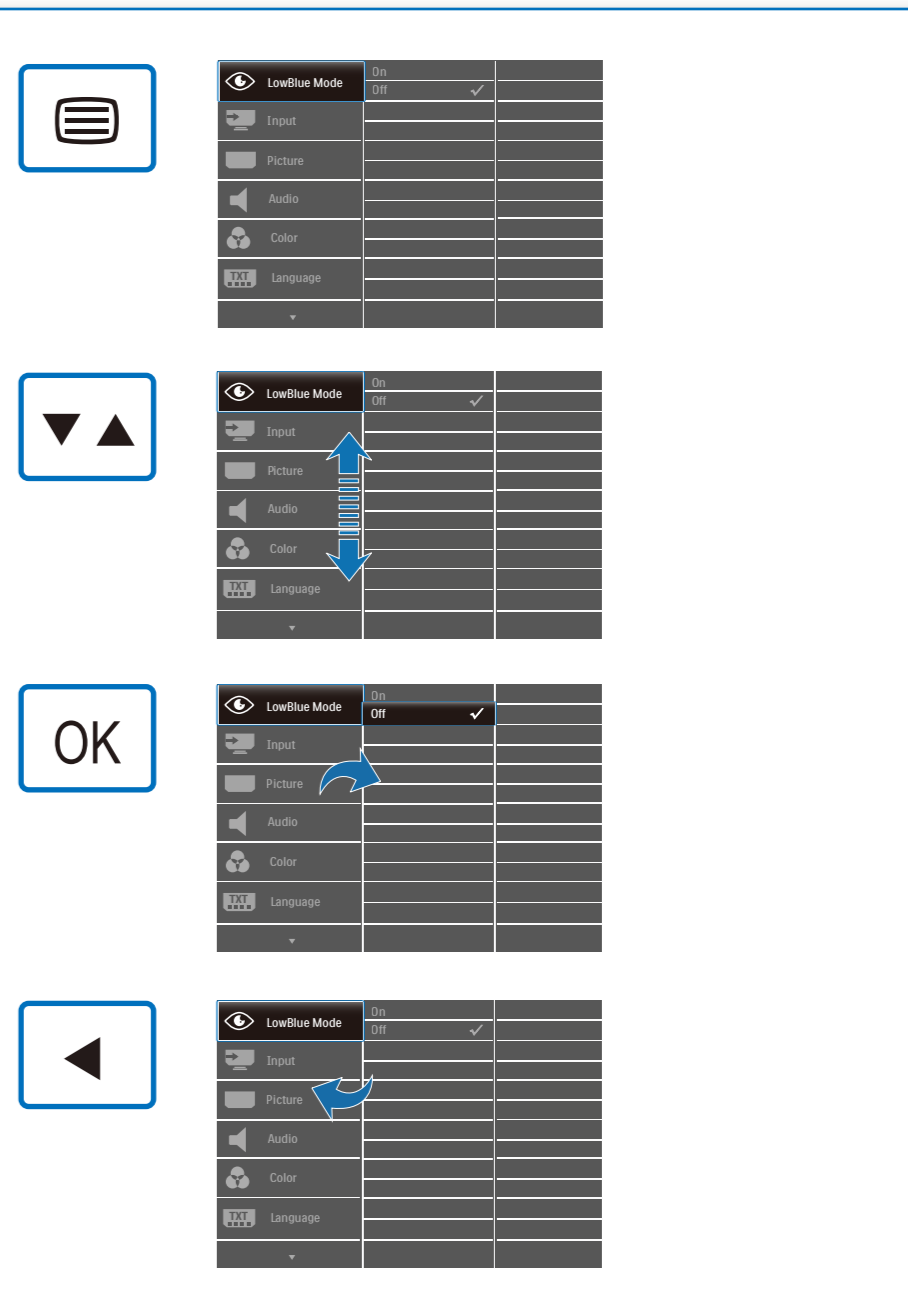 LowBlue Mode
On
Off
Input
Picture
Audio
Color
TXT
Language
LowBlue Mode
On
Off
Input
Picture
Audio
Color
TXT
Language
OK
LowBlue Mode
On
Off
Input
Picture
Audio
Color
TXT
Language
LowBlue Mode
On
Off
Input
Picture
Audio
Color
TXT
Language